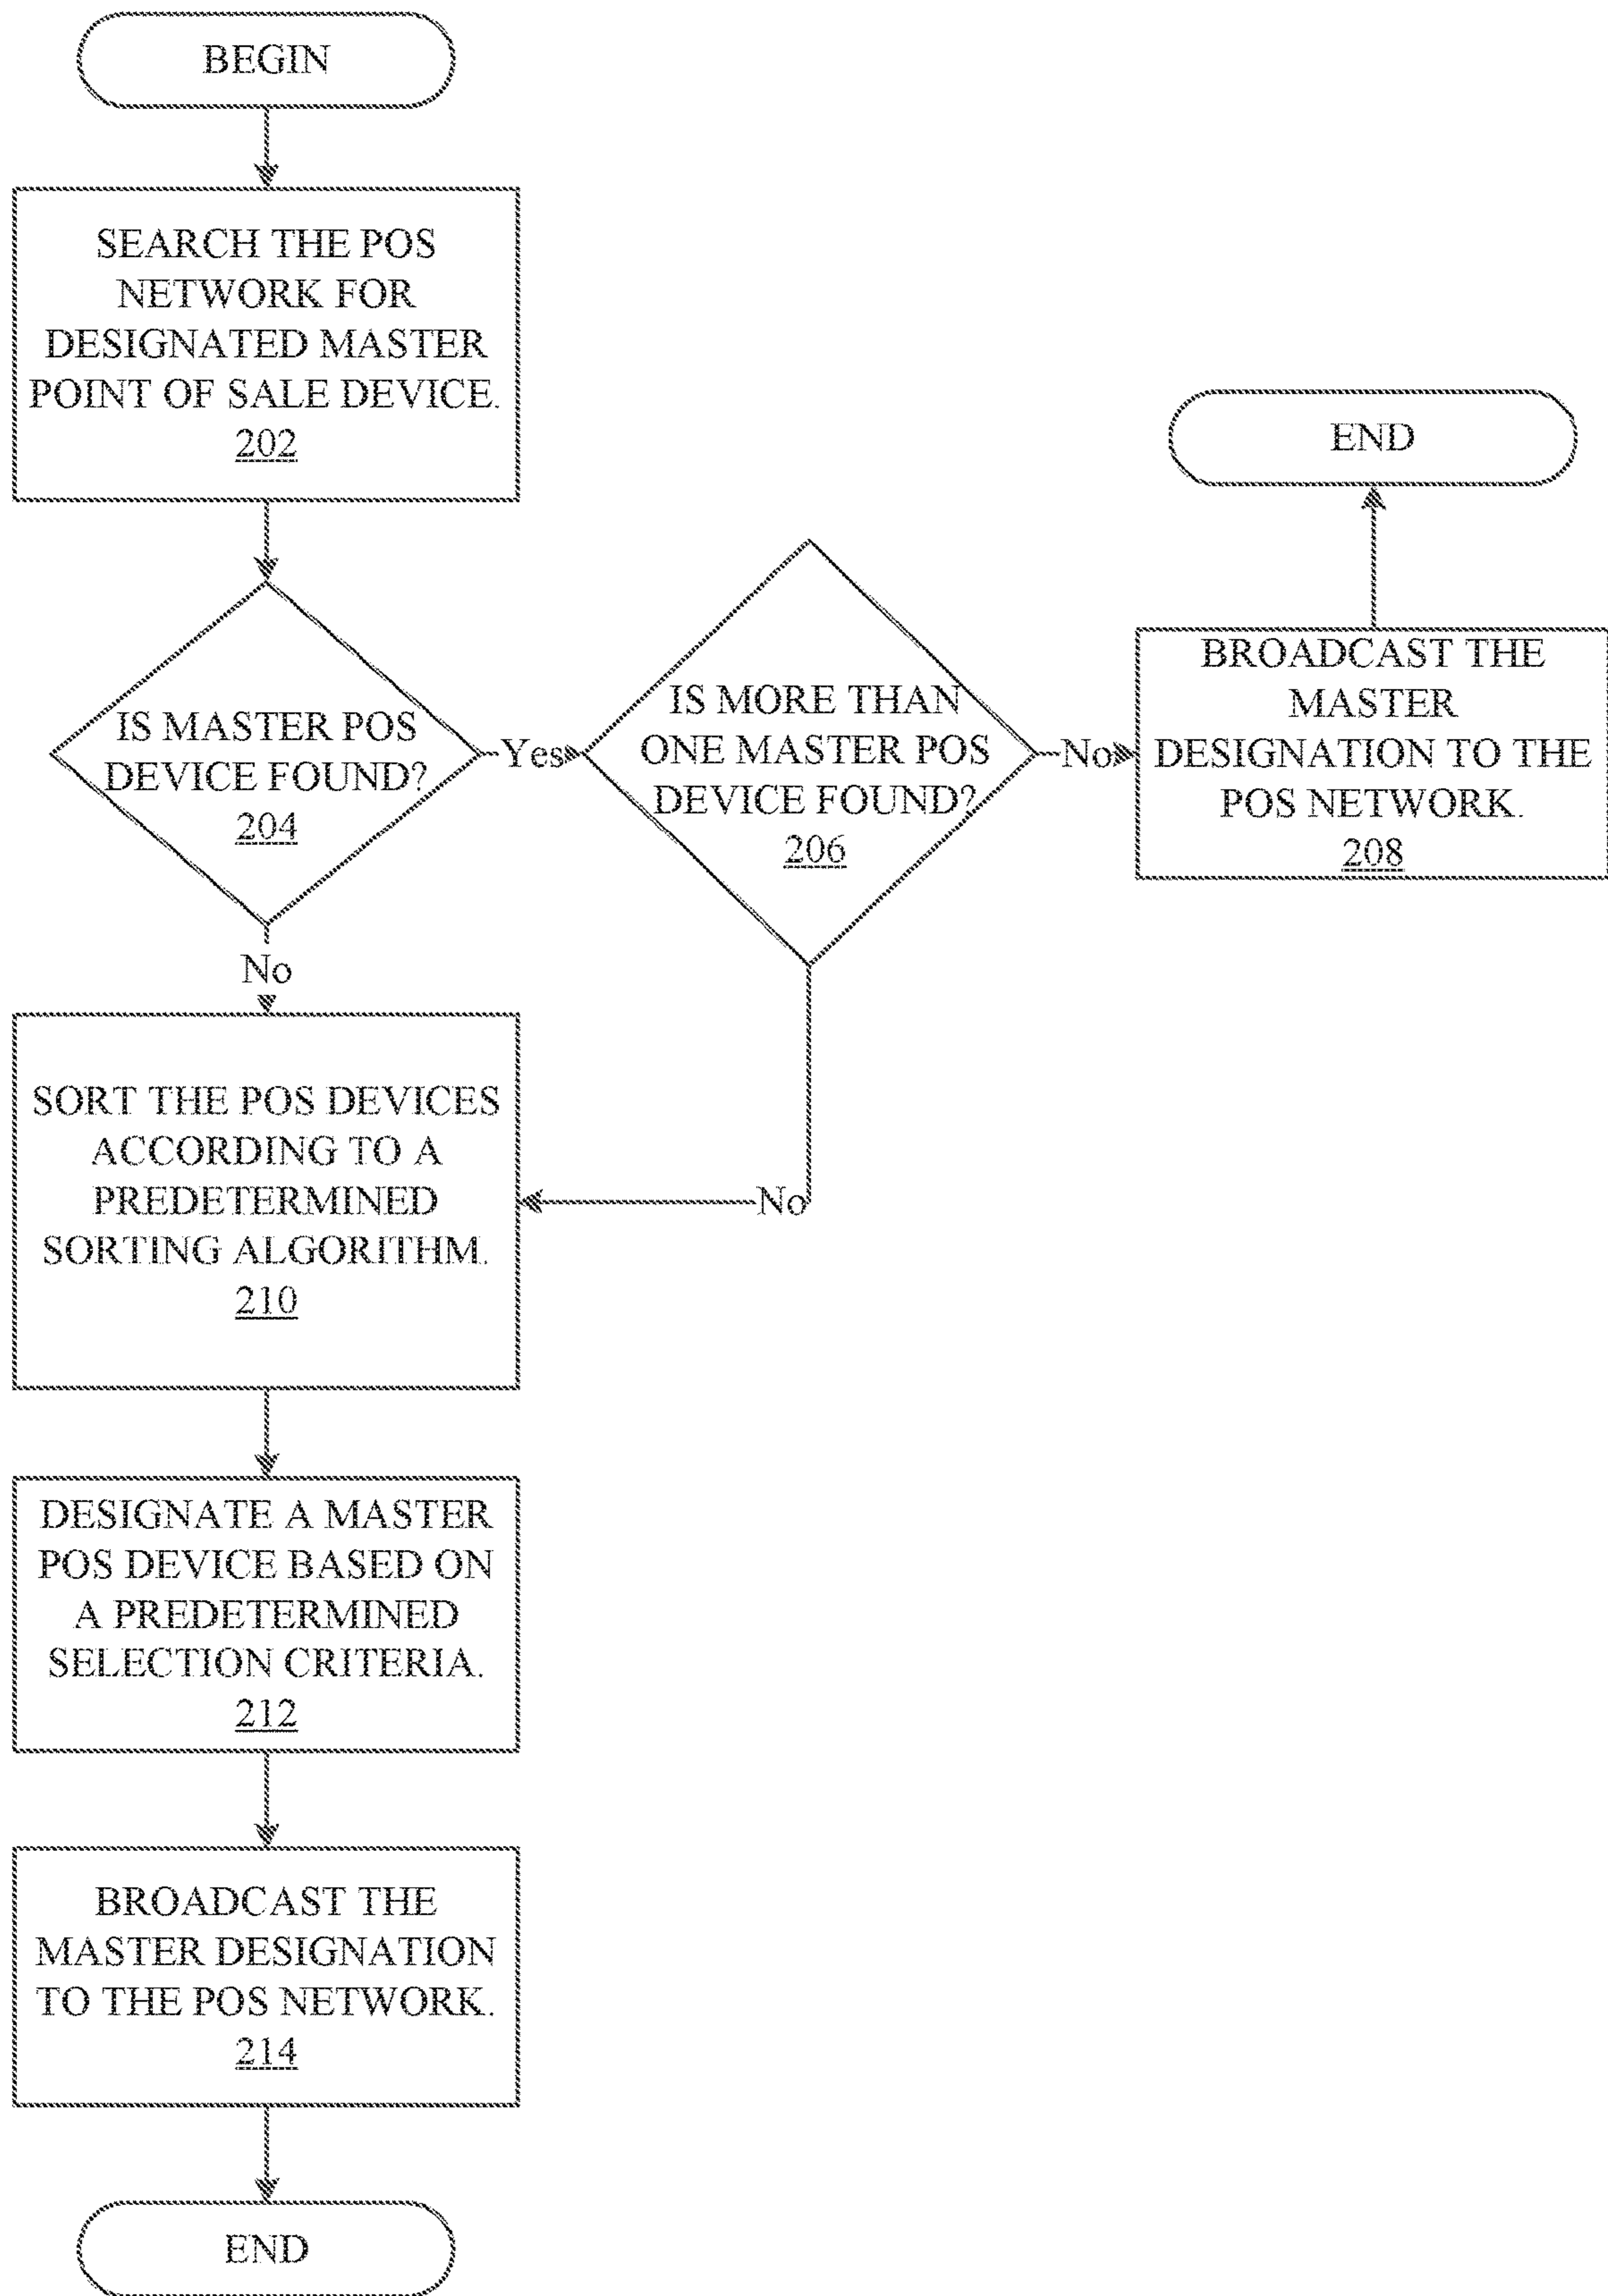 BEGIN
SEARCH THE POS
NETWORK FOR
DESIGNATED MASTER
POINT OF SALE DEVICE.
202
IS MASTER POS
DEVICE FOUND?
204
Yes
IS MORE THAN
ONE MASTER POS
DEVICE FOUND?
206
No
BROADCAST THE
MASTER
DESIGNATION TO THE
POS NETWORK.
208
END
No
No
SORT THE POS DEVICES
ACCORDING TO A
PREDETERMINED
SORTING ALGORITHM.
210
DESIGNATE A MASTER
POS DEVICE BASED ON
A PREDETERMINED
SELECTION CRITERIA.
212
BROADCAST THE
MASTER DESIGNATION
TO THE POS NETWORK.
214
END